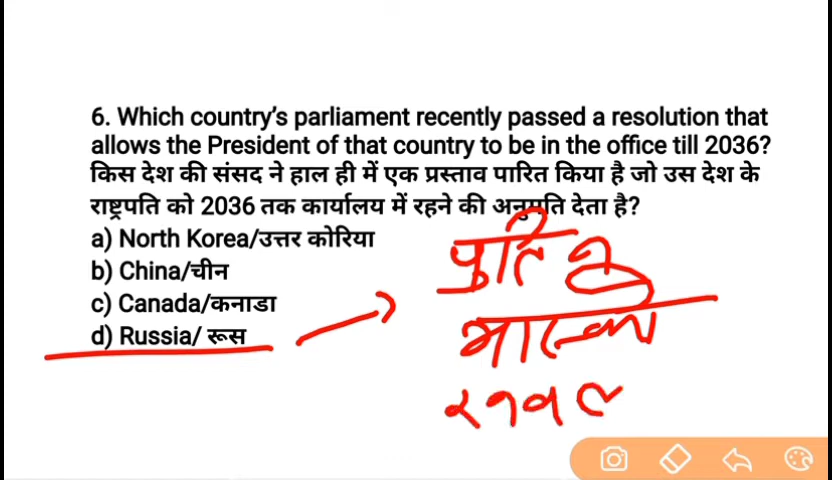 6. Which country's parliament recently passed a resolution that
allows the President of that country to be in the office till 2036?
किस देश की संसद ने हाल ही में एक प्रस्ताव पारित किया है जो उस देश के
राष्ट्रपति को 2036 तक कार्यालय में रहने की अनुमति देता है?
a) North Korea/उत्तर कोरिया
b) China/चीन
c) Canada/कनाडा
d) Russia/ रूस
पुतिन
मास्को